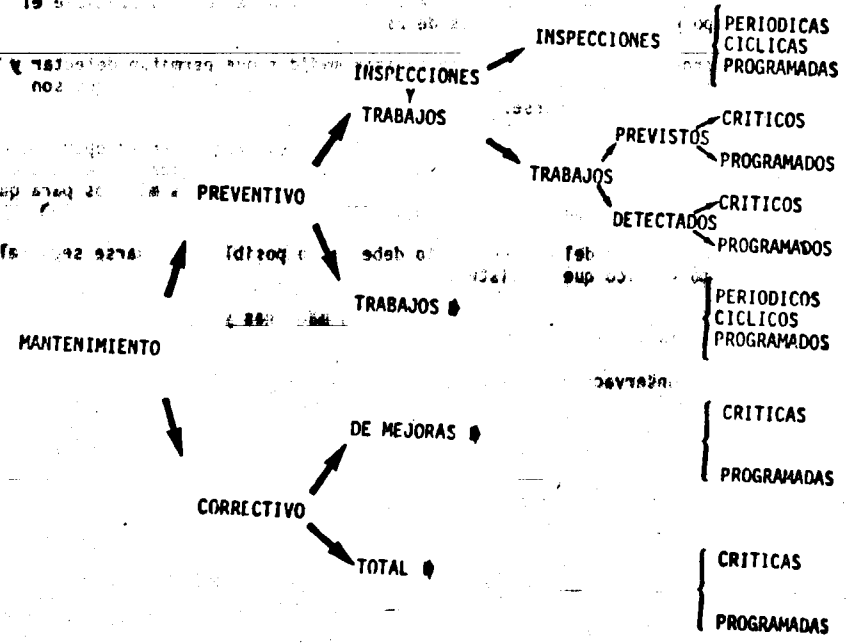 INSPECCIONES
PERIODICAS
CICLICAS
PROGRAMADAS
INSPECCIONES
Y
TRABAJOS
TRABAJOS
PREVISTOS
CRITICOS
PROGRAMADOS
DETECTADOS
CRITICOS
PROGRAMADOS
PREVENTIVO
TRABAJOS
PERIODICOS
CICLICOS
PROGRAMADOS
MANTENIMIENTO
DE MEJORAS
CRITICAS
PROGRAMADAS
CORRECTIVO
TOTAL
CRITICAS
PROGRAMADAS